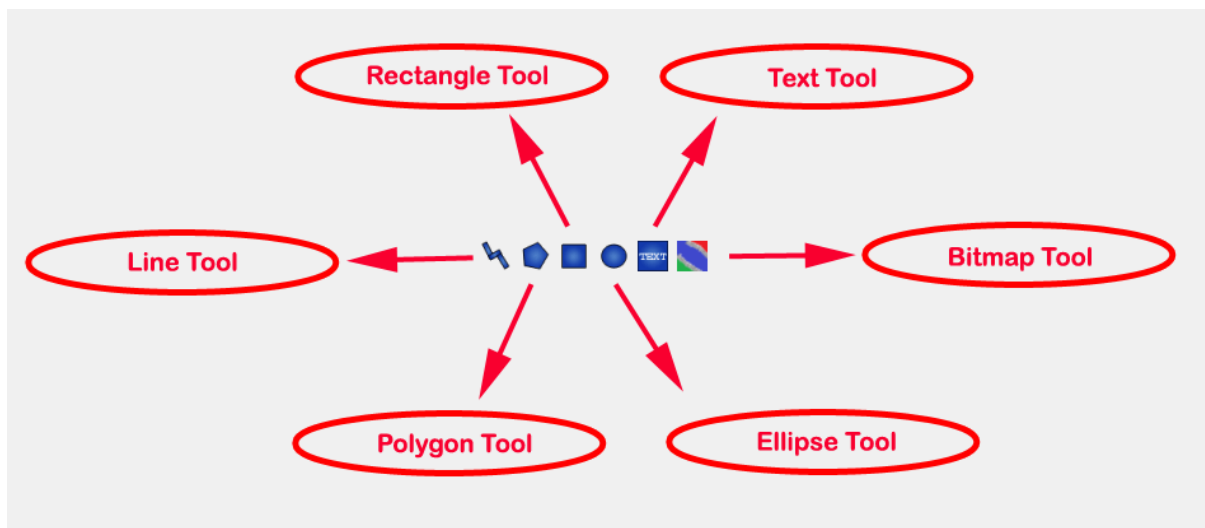 Rectangle Tool
Text Tool
Line Tool
TEXT
Bitmap Tool
Polygon Tool
Ellipse Tool